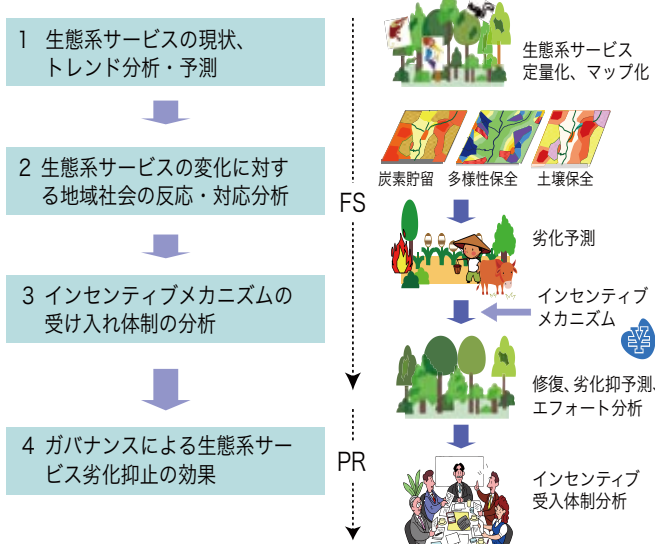 1 生態系サービスの現状、
トレンド分析・予測
2 生態系サービスの変化に対す
る地域社会の反応・対応分析
3 インセンティブメカニズムの
受け入れ体制の分析
4 ガバナンスによる生態系サー
ビス劣化抑止の効果
FS
PR
生態系サービス
定量化、マップ化
炭素貯留 多様性保全 土壌保全
劣化予測
インセンティブ
メカニズム
¥
修復、劣化抑予測、
エフォート分析
インセンティブ
受入体制分析